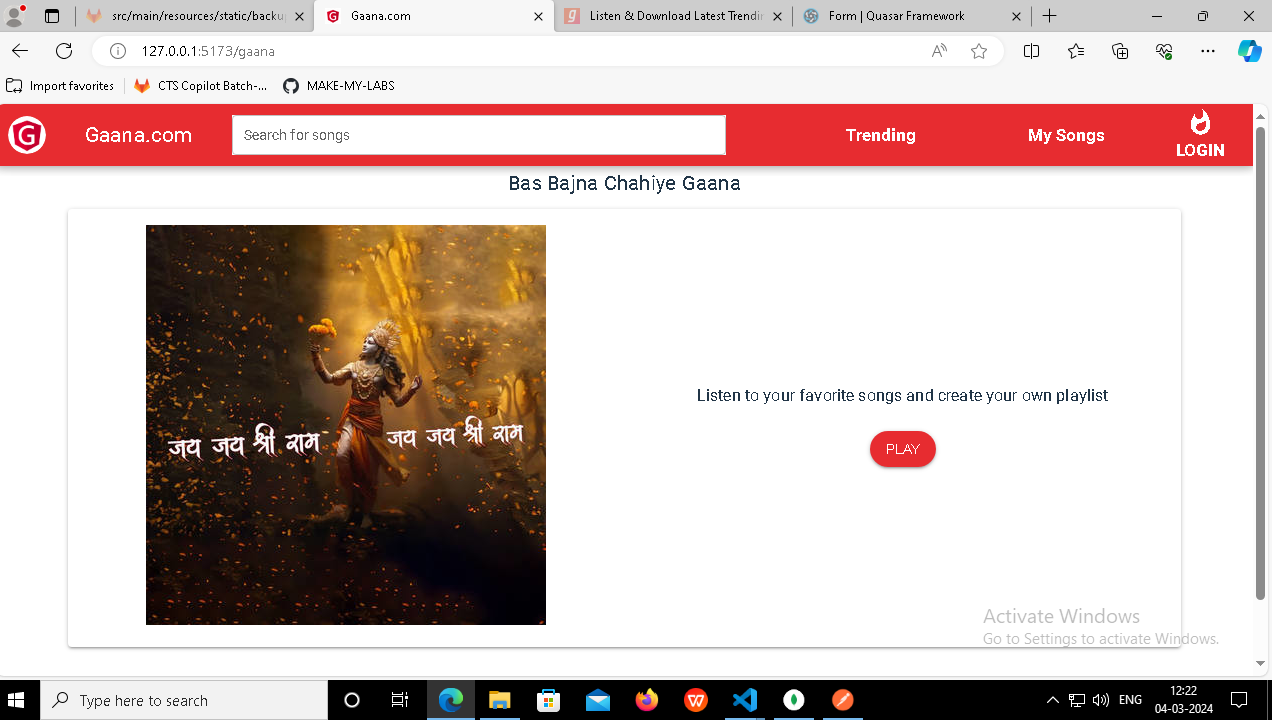 src/main/resources/static/backup
Gaana.com
Listen & Download Latest Trendin
Form | Quasar Framework
127.0.0.1:5173/gaana
Import favorites
CTS Copilot Batch-...
MAKE-MY-LABS
G Gaana.com
Search for songs
Trending
My Songs
LOGIN
Bas Bajna Chahiye Gaana
जय जय श्री राम
जय जय श्री राम
Listen to your favorite songs and create your own playlist
PLAY
Activate Windows
Go to Settings to activate Windows.
Type here to search
ENG
12:22
04-03-2024